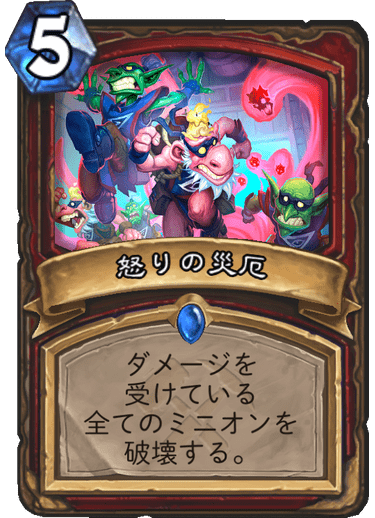 5
怒りの災厄
ダメージを
受けている
全てのミニオンを
破壊する。